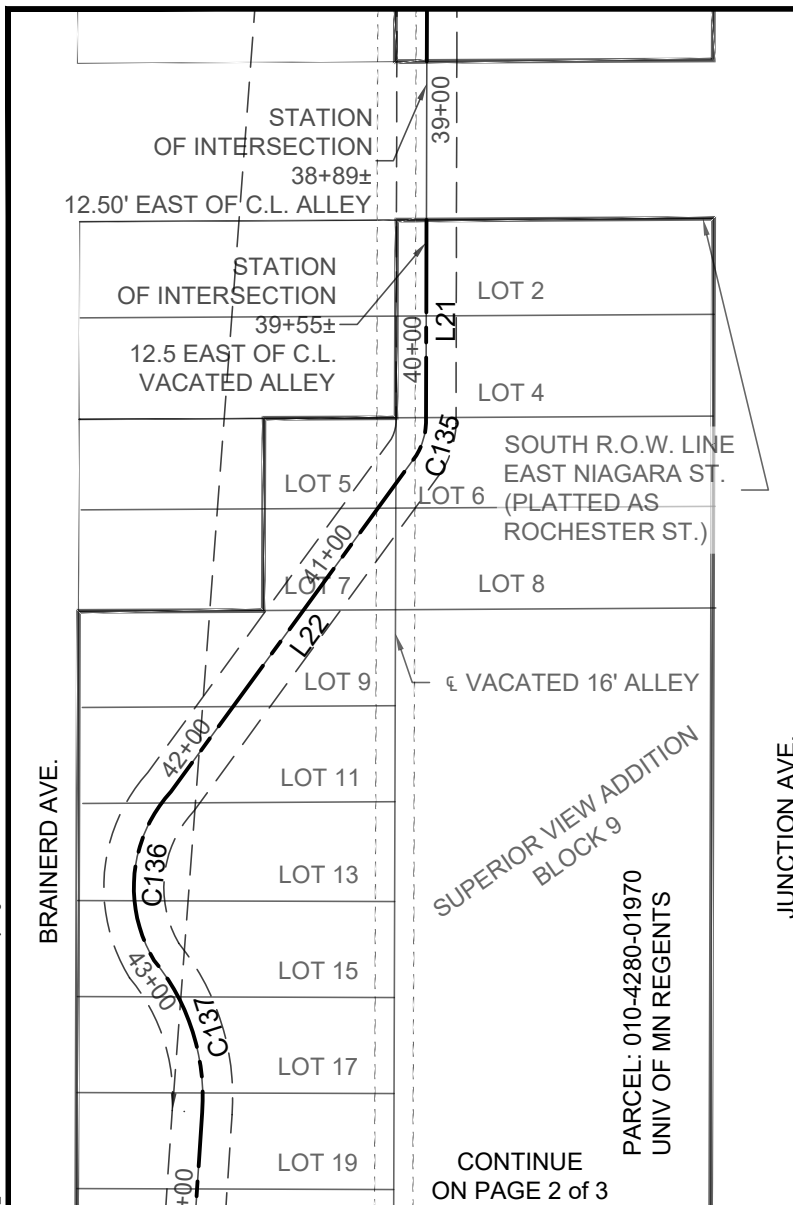 STATION
OF INTERSECTION
38+89±
12.50' EAST OF C.L. ALLEY
39+00
STATION
OF INTERSECTION
39+55±
12.5 EAST OF C.L.
VACATED ALLEY
LOT 2
L21
40+00
LOT 4
C135
SOUTH R.O.W. LINE
EAST NIAGARA ST.
(PLATTED AS
ROCHESTER ST.)
LOT 5
LOT 6
41+00
LOT 7
LOT 8
L22
LOT 9
℄ VACATED 16' ALLEY
42+00
LOT 11
SUPERIOR VIEW ADDITION
BLOCK 9
BRAINERD AVE.
JUNCTION AVE.
C136
LOT 13
43+00
LOT 15
C137
LOT 17
PARCEL: 010-4280-01970
UNIV OF MN REGENTS
LOT 19
+00
CONTINUE
ON PAGE 2 of 3